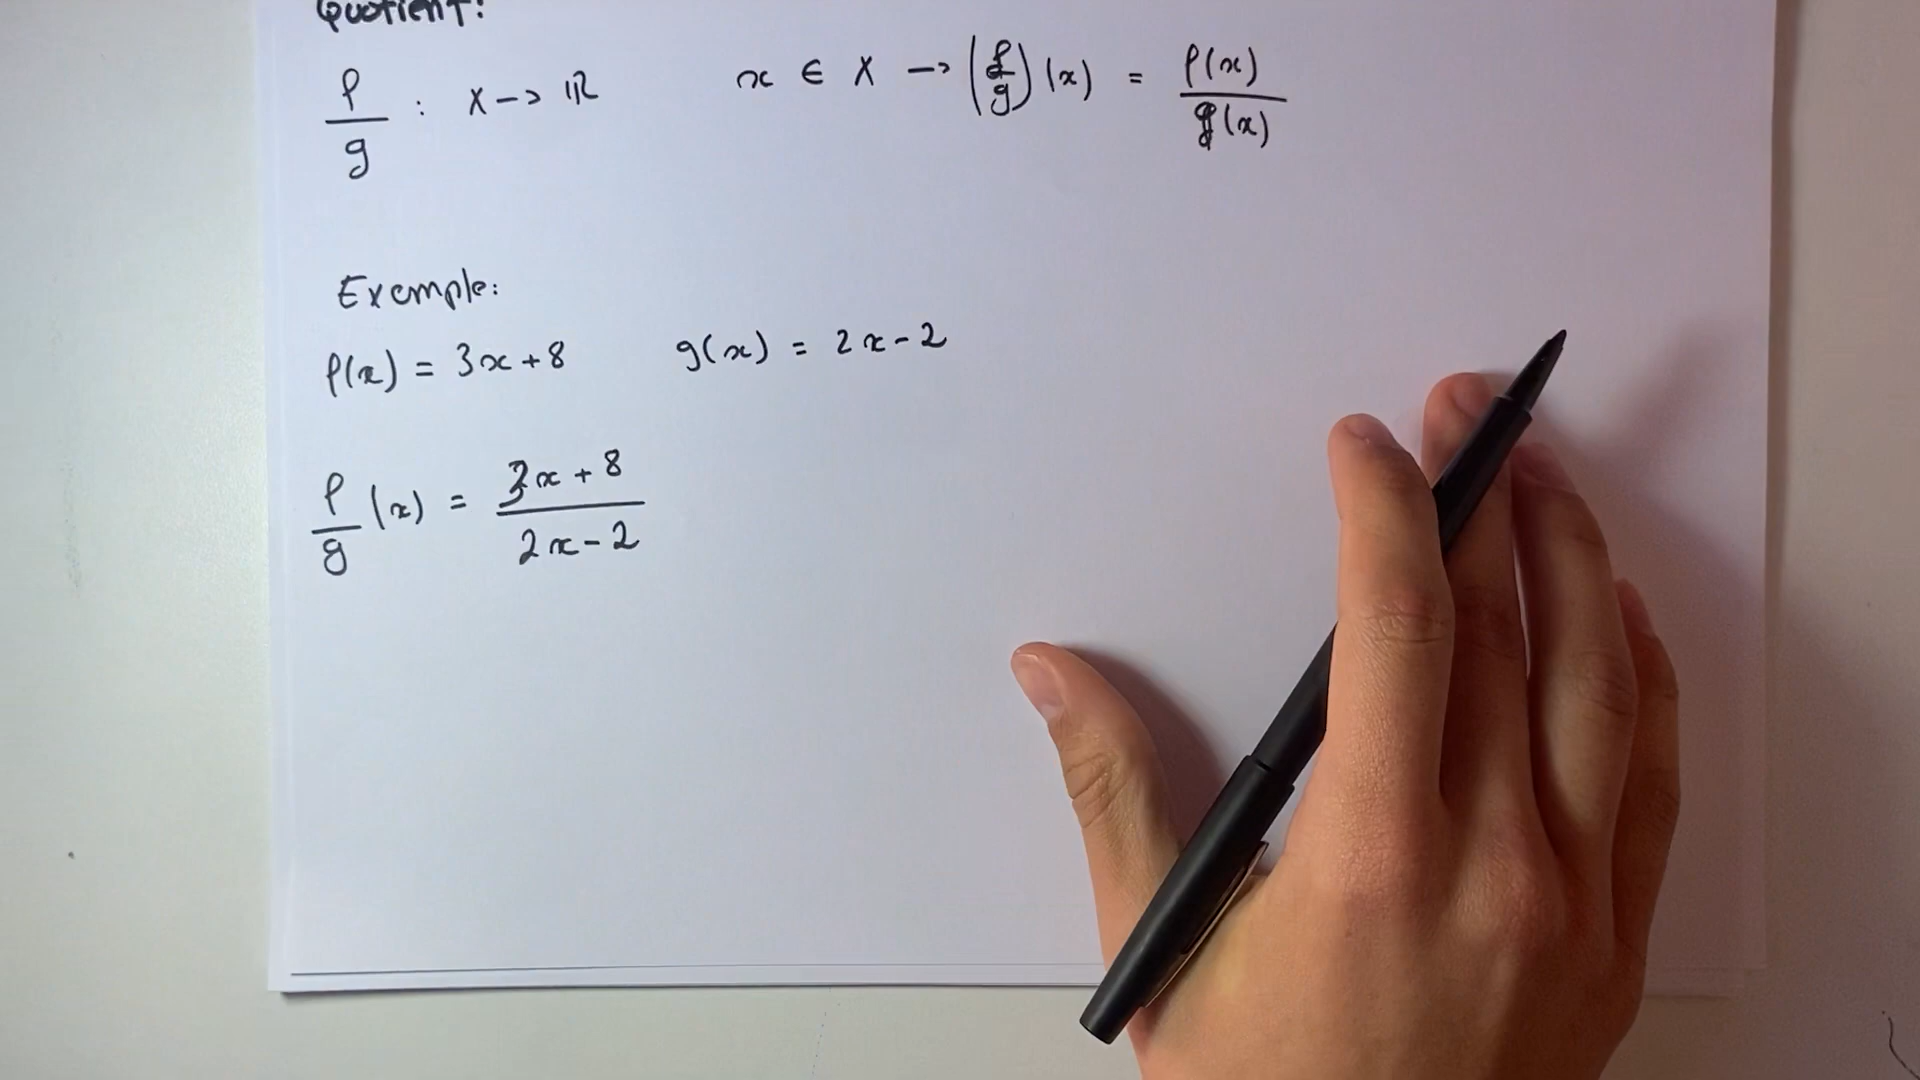 Quotient:
f/g : X -> ℝ x ∈ X -> (f/g)(x) = f(x)/g(x)
Exemple:
f(x) = 3x+8 g(x) = 2x-2
f/g (x) = 3x+8/2x-2